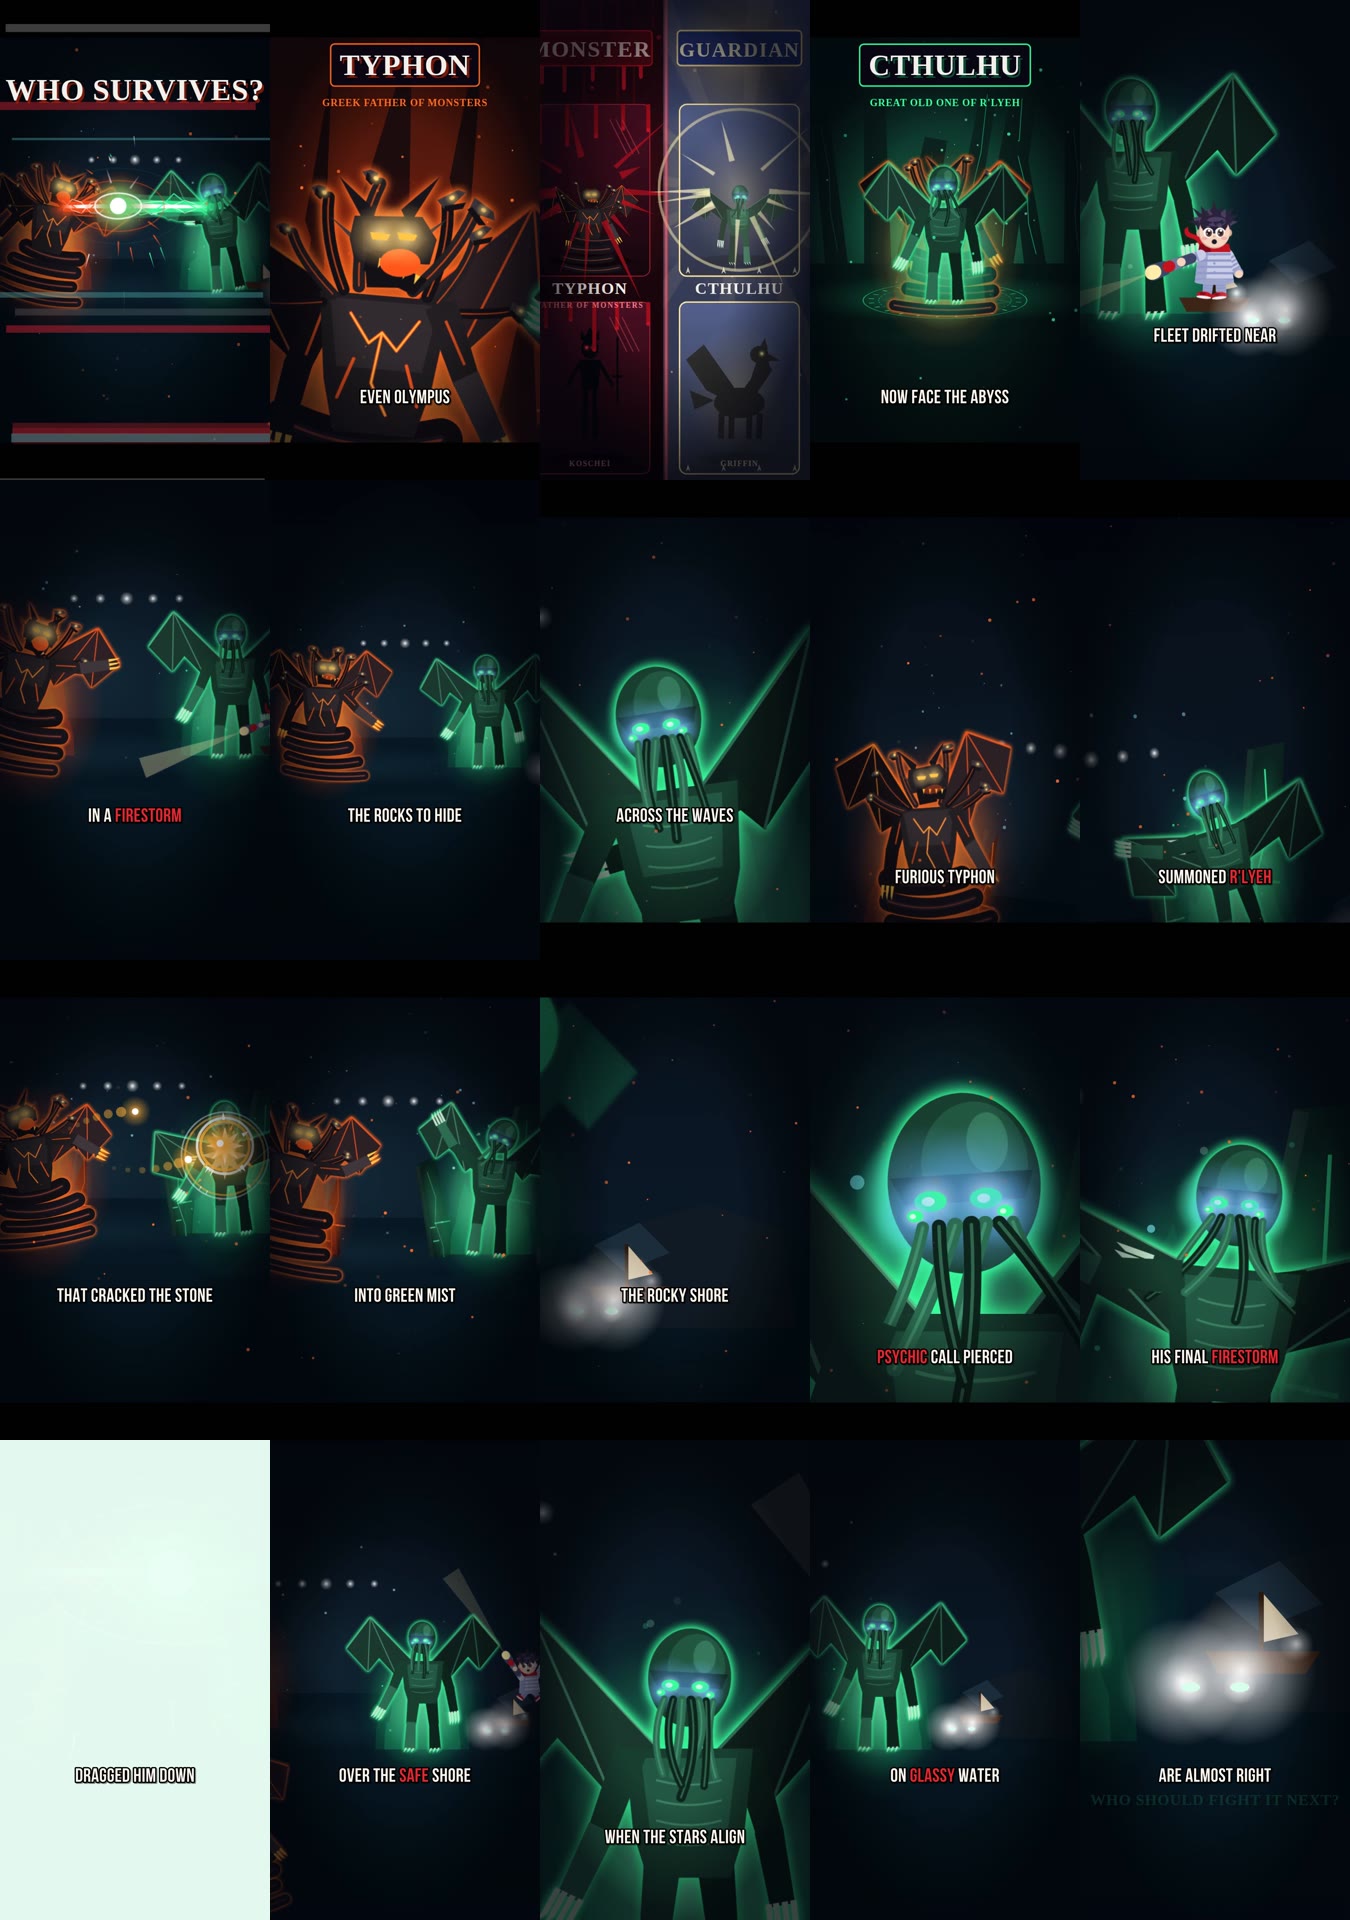 WHO SURVIVES?
TYPHON
GREEK FATHER OF MONSTERS
EVEN OLYMPUS
MONSTER
GUARDIAN
TYPHON
FATHER OF MONSTERS
CTHULHU
KOSCHEI
GRIFFIN
CTHULHU
GREAT OLD ONE OF R'LYEH
NOW FACE THE ABYSS
FLEET DRIFTED NEAR
IN A FIRESTORM
THE ROCKS TO HIDE
ACROSS THE WAVES
FURIOUS TYPHON
SUMMONED R'LYEH
THAT CRACKED THE STONE
INTO GREEN MIST
THE ROCKY SHORE
PSYCHIC CALL PIERCED
HIS FINAL FIRESTORM
DRAGGED HIM DOWN
OVER THE SAFE SHORE
WHEN THE STARS ALIGN
ON GLASSY WATER
ARE ALMOST RIGHT
WHO SHOULD FIGHT IT NEXT?